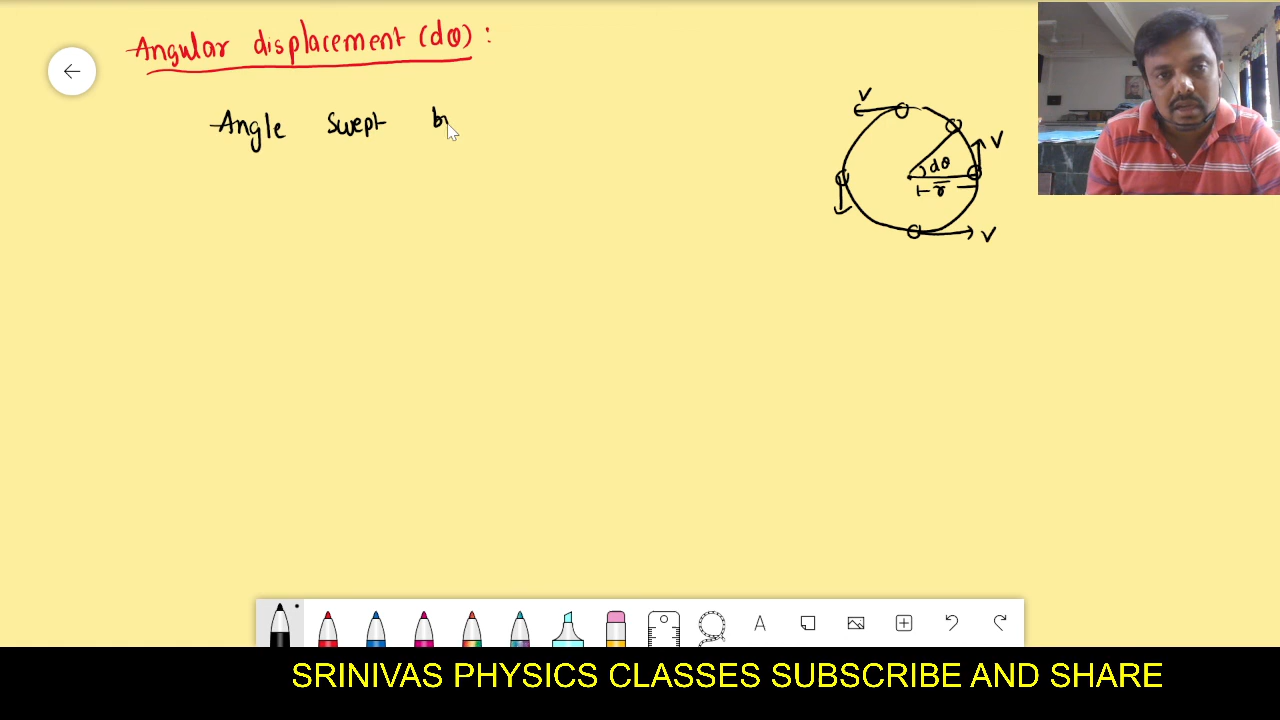 Angular displacement (dθ) :
Angle Swept b
V
V
dθ
r̅
V
A
SRINIVAS PHYSICS CLASSES SUBSCRIBE AND SHARE